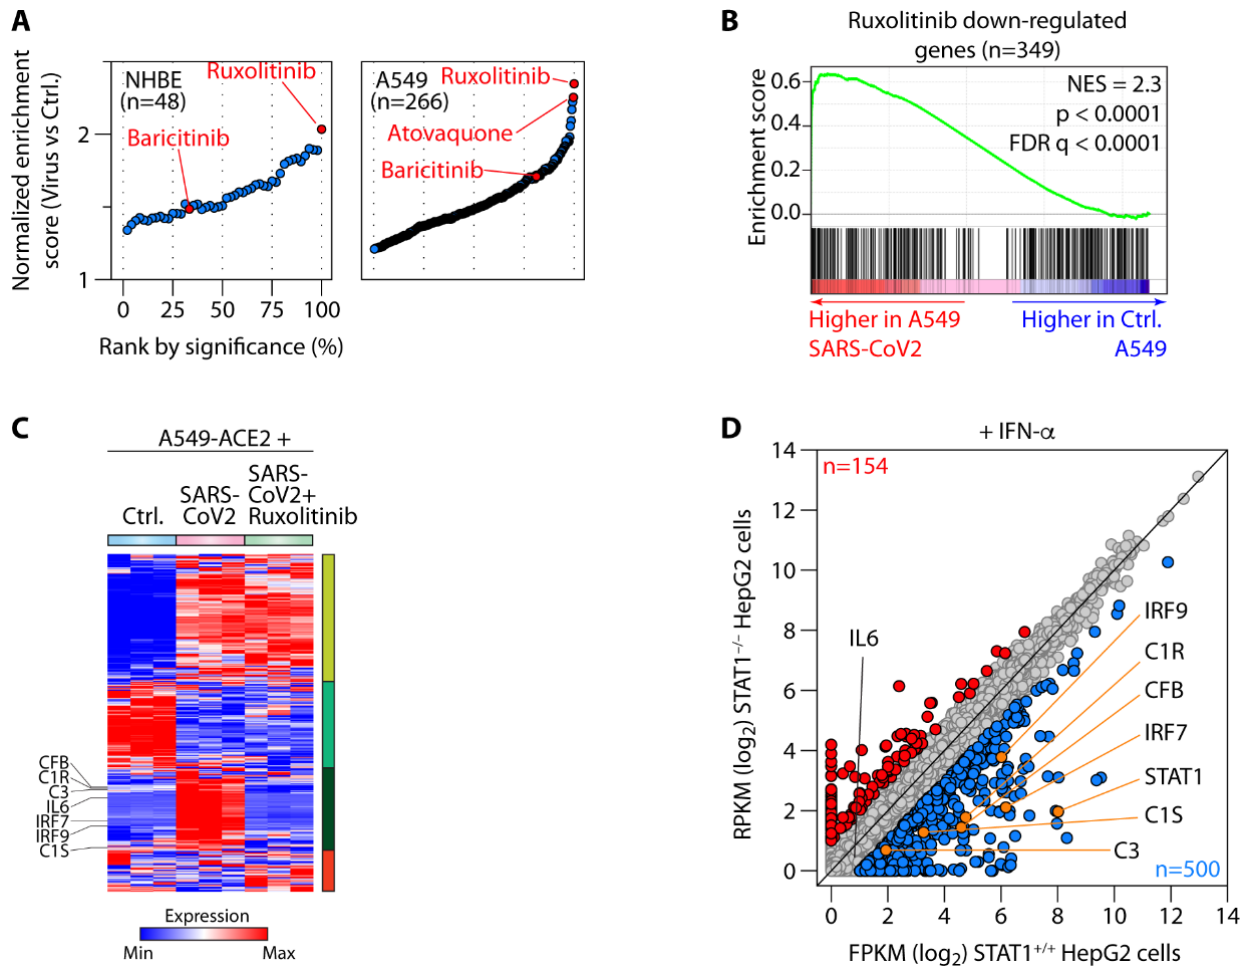 A
Normalized enrichment
score (Virus vs Ctrl.)
2
1
NHBE
(n=48)
Ruxolitinib
Baricitinib
A549
(n=266)
Ruxolitinib
Atovaquone
Baricitinib
0 25 50 75 100
Rank by significance (%)
B
Ruxolitinib down-regulated
genes (n=349)
Enrichment score
0.6
0.4
0.2
0.0
NES = 2.3
p < 0.0001
FDR q < 0.0001
Higher in A549
SARS-CoV2
Higher in Ctrl.
A549
C
A549-ACE2 +
Ctrl.
SARS-
CoV2
SARS-
CoV2+
Ruxolitinib
CFB
C1R
C3
IL6
IRF7
IRF9
C1S
Expression
Min Max
D
+ IFN-α
RPKM (log₂) STAT1⁻/⁻ HepG2 cells
14
12
10
8
6
4
2
0
n=154
IL6
IRF9
C1R
CFB
IRF7
STAT1
C1S
C3
n=500
0 2 4 6 8 10 12 14
FPKM (log₂) STAT1⁺/⁺ HepG2 cells